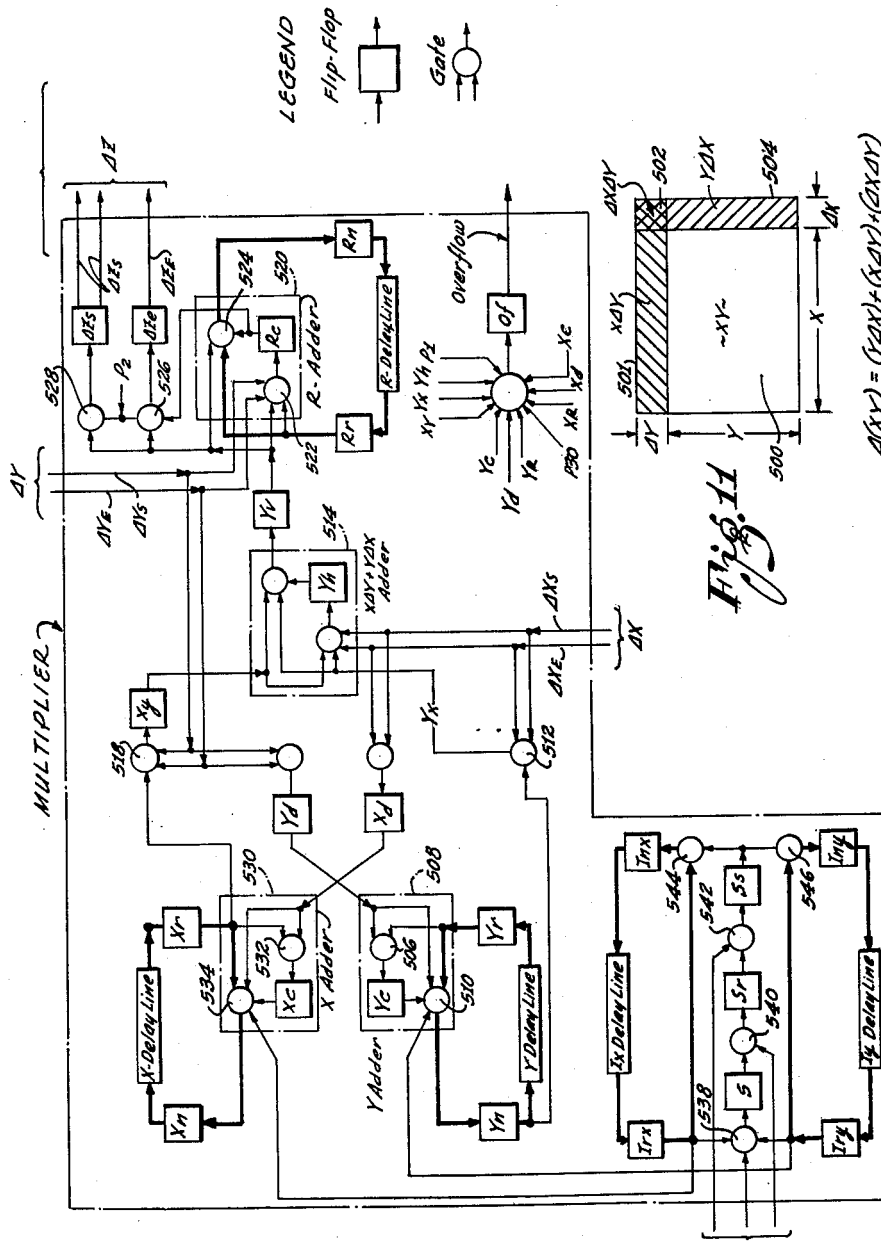 MULTIPLIER
ΔY
ΔYE
ΔYS
ΔZ
ΔZS
ΔZE
528
ΔZs
P2
ΔZe
526
524
520
R-Adder
Rc
522
Rn
R-Delay Line
Rr
LEGEND
Flip-Flop
Gate
518
Xy
Yv
514
XΔY+YΔX
Adder
Yh
Yd
Xd
Yx
512
ΔXE
ΔXS
ΔX
X-Delay Line
Xn
Xr
530
534
532
Xc
X Adder
508
506
Yc
510
Y Adder
Yn
Yr
Y Delay Line
XY
Yx
Yh
P1
Yc
Yd
YR
P30
XR
Xd
Xc
Of
Overflow
Ix Delay Line
Irx
Inx
544
542
Ss
546
Sr
540
S
538
Iry
Iny
Iy Delay Line
Fig. 11
501
XΔY
ΔXΔY
502
YΔX
504
ΔY
Y
~XY~
500
X
ΔX
Δ(XY) = (YΔX)+(XΔY)+(ΔXΔY)